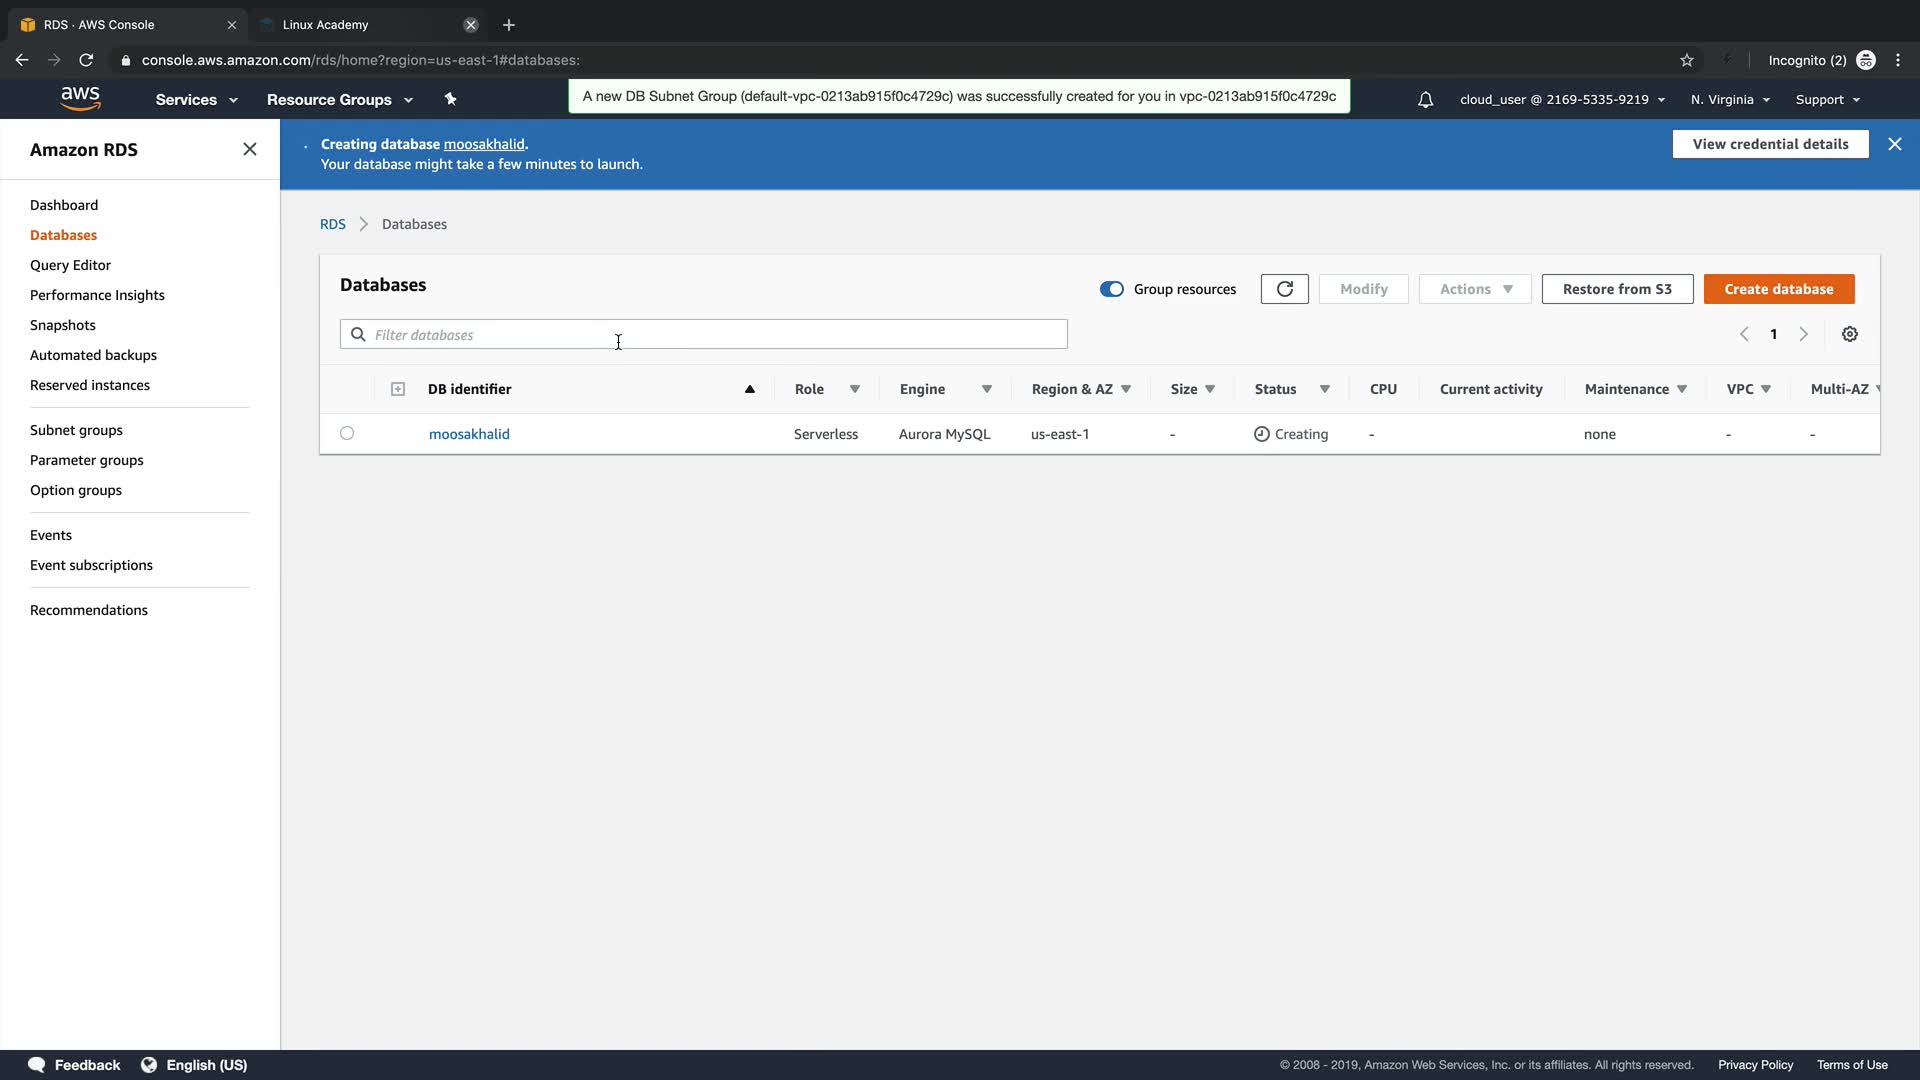 RDS · AWS Console
Linux Academy
console.aws.amazon.com/rds/home?region=us-east-1#databases:
Incognito (2)
aws
Services
Resource Groups
A new DB Subnet Group (default-vpc-0213ab915f0c4729c) was successfully created for you in vpc-0213ab915f0c4729c
cloud_user @ 2169-5335-9219
N. Virginia
Support
Amazon RDS
Dashboard
Databases
Query Editor
Performance Insights
Snapshots
Automated backups
Reserved instances
Subnet groups
Parameter groups
Option groups
Events
Event subscriptions
Recommendations
Creating database moosakhalid.
Your database might take a few minutes to launch.
View credential details
RDS > Databases
Databases
Group resources
Modify
Actions
Restore from S3
Create database
Filter databases
1
DB identifier Role Engine Region & AZ Size Status CPU Current activity Maintenance VPC Multi-AZ
moosakhalid Serverless Aurora MySQL us-east-1 - Creating - none - -
Feedback
English (US)
© 2008 - 2019, Amazon Web Services, Inc. or its affiliates. All rights reserved.
Privacy Policy
Terms of Use